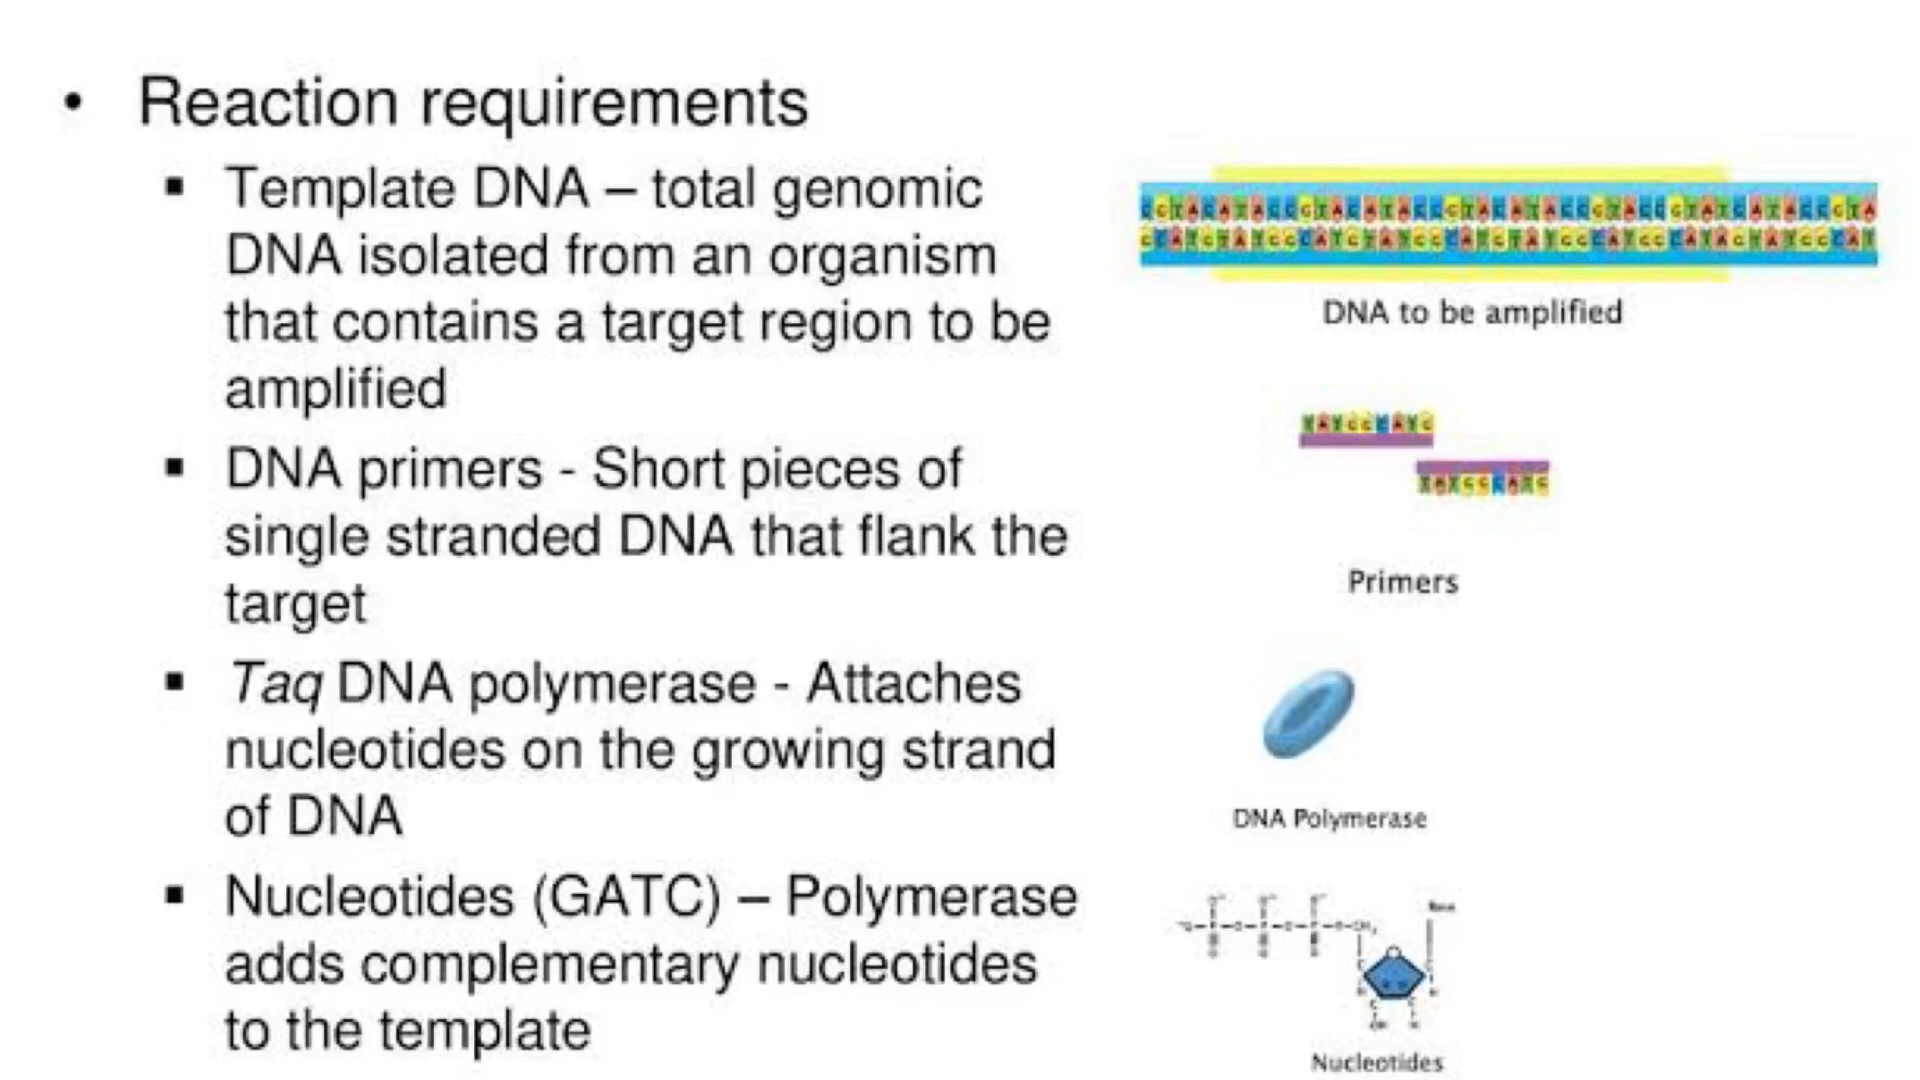 • Reaction requirements
▪ Template DNA – total genomic
DNA isolated from an organism
that contains a target region to be
amplified
▪ DNA primers - Short pieces of
single stranded DNA that flank the
target
▪ Taq DNA polymerase - Attaches
nucleotides on the growing strand
of DNA
▪ Nucleotides (GATC) – Polymerase
adds complementary nucleotides
to the template
DNA to be amplified
TATGGCATG
TATGGCATG
Primers
DNA Polymerase
Base
Nucleotides